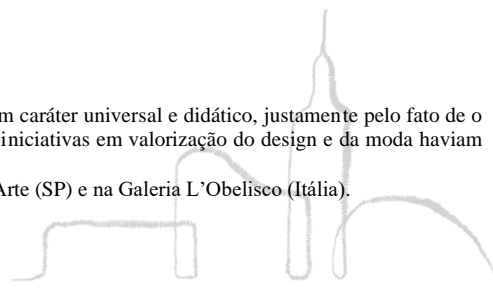 m caráter universal e didático, justamente pelo fato de o
iniciativas em valorização do design e da moda haviam
Arte (SP) e na Galeria L’Obelisco (Itália).